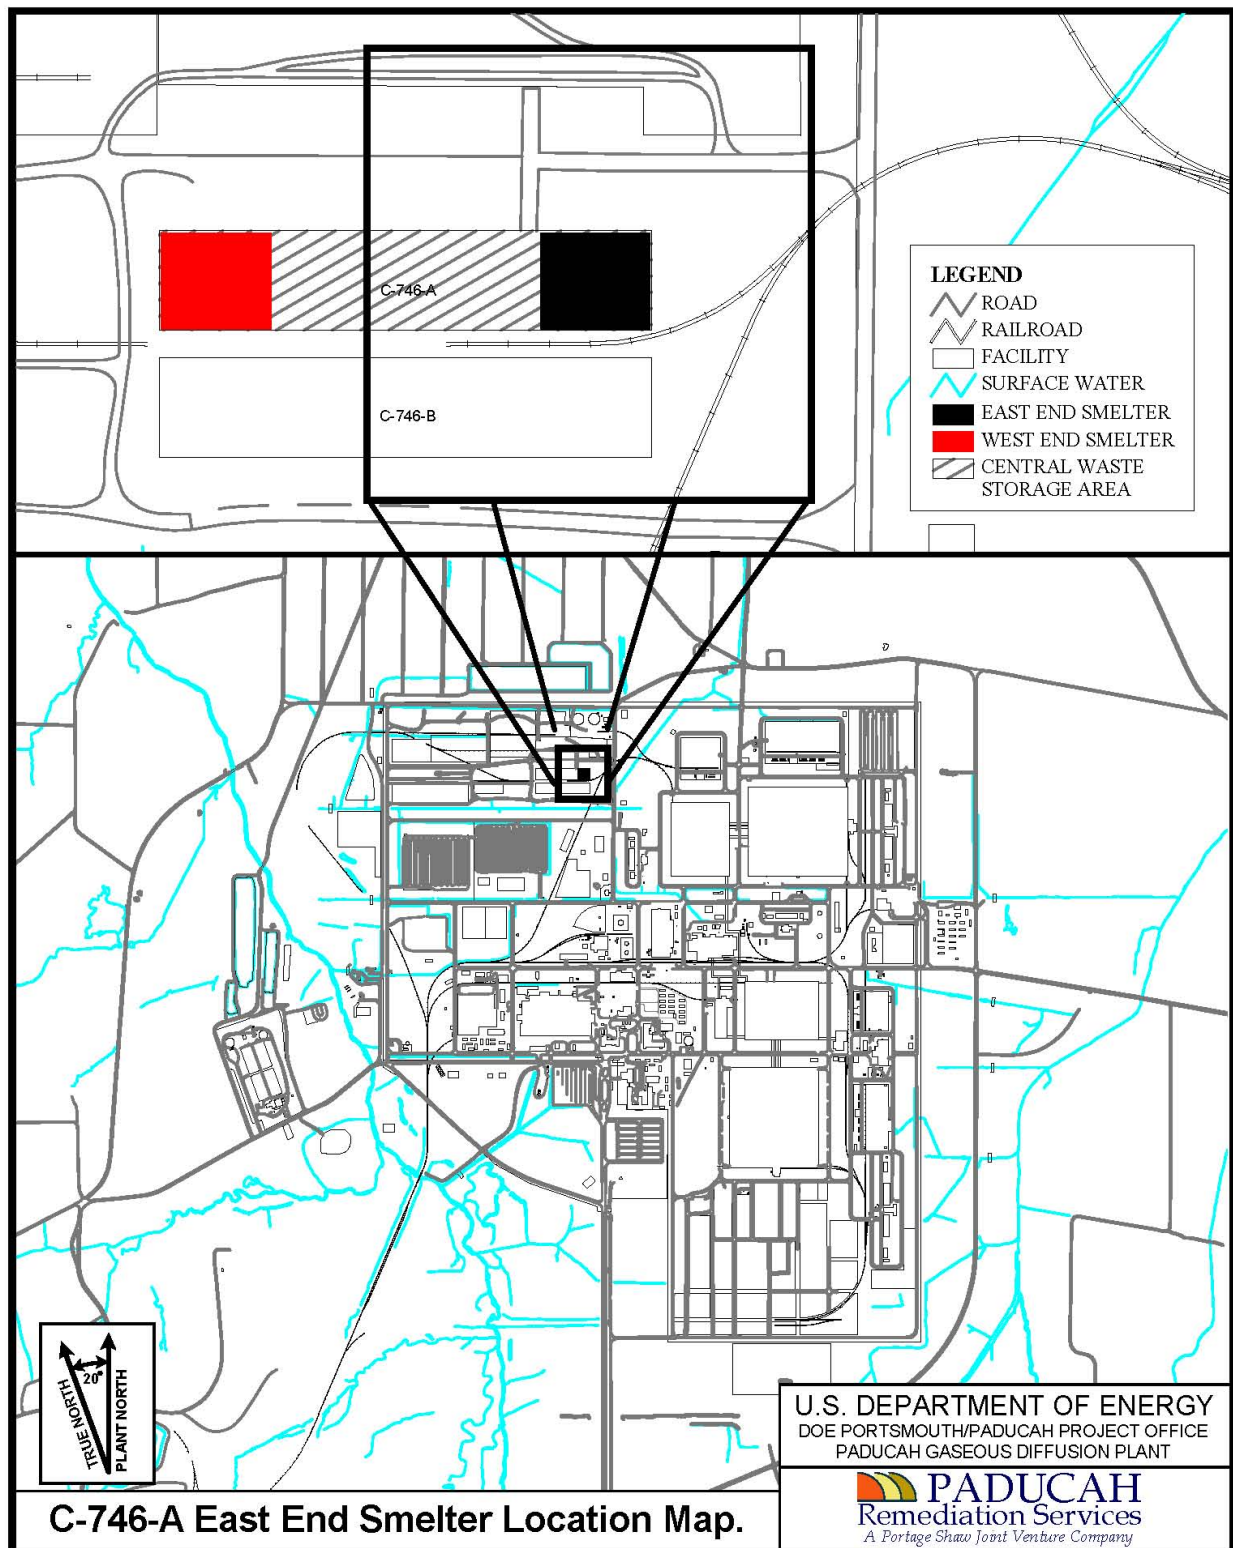 C-746-A
C-746-B
LEGEND
ROAD
RAILROAD
FACILITY
SURFACE WATER
EAST END SMELTER
WEST END SMELTER
CENTRAL WASTE
STORAGE AREA
20°
TRUE NORTH
PLANT NORTH
U.S. DEPARTMENT OF ENERGY
DOE PORTSMOUTH/PADUCAH PROJECT OFFICE
PADUCAH GASEOUS DIFFUSION PLANT
C-746-A East End Smelter Location Map.
PADUCAH
Remediation Services
A Portage Shaw Joint Venture Company